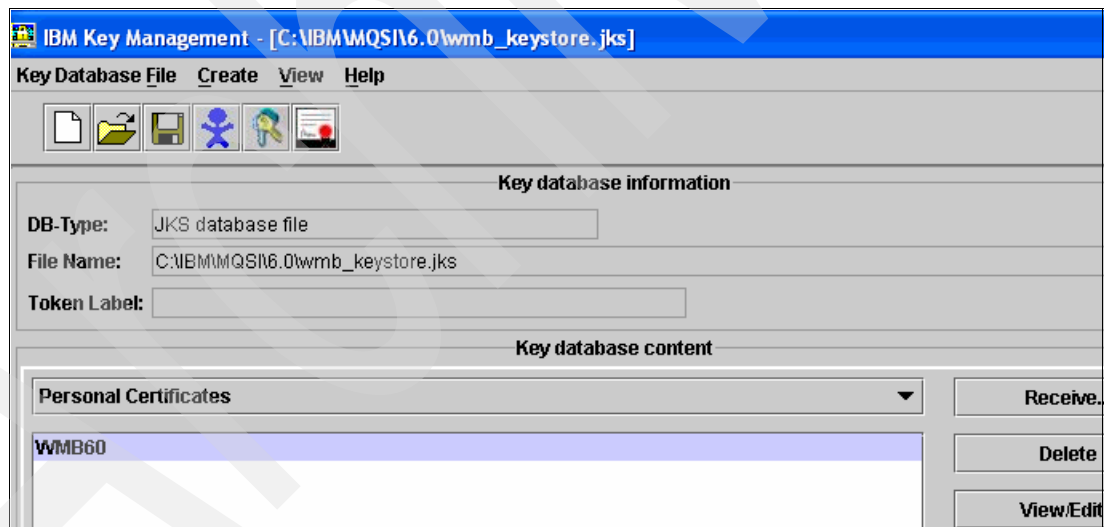 IBM Key Management - [C:\IBM\MQSI\6.0\wmb_keystore.jks]
Key Database File Create View Help
Key database information
DB-Type: JKS database file
File Name: C:\IBM\MQSI\6.0\wmb_keystore.jks
Token Label:
Key database content
Personal Certificates
Receive..
WMB60
Delete
View/Edit